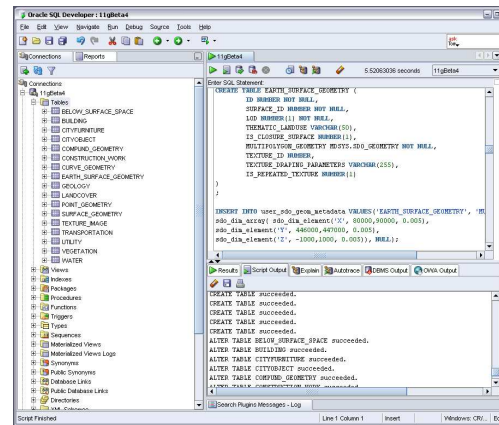 Oracle SQL Developer : 11gBeta4
File Edit View Navigate Run Debug Source Tools Help
Connections Reports
Connections
11gBeta4
Tables
BELOW_SURFACE_SPACE
BUILDING
CITYFURNITURE
CITYOBJECT
COMPUND_GEOMETRY
CONSTRUCTION_WORK
CURVE_GEOMETRY
EARTH_SURFACE_GEOMETRY
GEOLOGY
LANDCOVER
POINT_GEOMETRY
SURFACE_GEOMETRY
TEXTURE_IMAGE
TRANSPORTATION
UTILITY
VEGETATION
WATER
Views
Indexes
Packages
Procedures
Functions
Triggers
Types
Sequences
Materialized Views
Materialized Views Logs
Synonyms
Public Synonyms
Database Links
Public Database Links
Directories
XML Schemas
11gBeta4
5.52063036 seconds 11gBeta4
Enter SQL Statement:
CREATE TABLE EARTH_SURFACE_GEOMETRY (
ID NUMBER NOT NULL,
SURFACE_ID NUMBER NOT NULL,
LOD NUMBER(1) NOT NULL,
THEMATIC_LANDUSE VARCHAR(50),
IS_CLOSURE_SURFACE NUMBER(1),
MULTIPOLYGON_GEOMETRY MDSYS.SDO_GEOMETRY NOT NULL,
TEXTURE_ID NUMBER,
TEXTURE_DRAPING_PARAMETERS VARCHAR(255),
IS_REPEATED_TEXTURE NUMBER(1)
)
;
INSERT INTO user_sdo_geom_metadata VALUES('EARTH_SURFACE_GEOMETRY', 'MU
sdo_dim_array( sdo_dim_element('X', 80000,90000, 0.005),
sdo_dim_element('Y', 446000,447000, 0.005),
sdo_dim_element('Z', -1000,1000, 0.005)), NULL);
Results Script Output Explain Autotrace DBMS Output OWA Output
CREATE TABLE succeeded.
CREATE TABLE succeeded.
CREATE TABLE succeeded.
CREATE TABLE succeeded.
ALTER TABLE BELOW_SURFACE_SPACE succeeded.
ALTER TABLE BUILDING succeeded.
ALTER TABLE CITYFURNITURE succeeded.
ALTER TABLE CITYOBJECT succeeded.
ALTER TABLE COMPUND_GEOMETRY succeeded.
ALTER TABLE CONSTRUCTION_WORK succeeded.
Search Plugins Messages - Log
Script Finished Line 1 Column 1 Insert Windows: CR/...